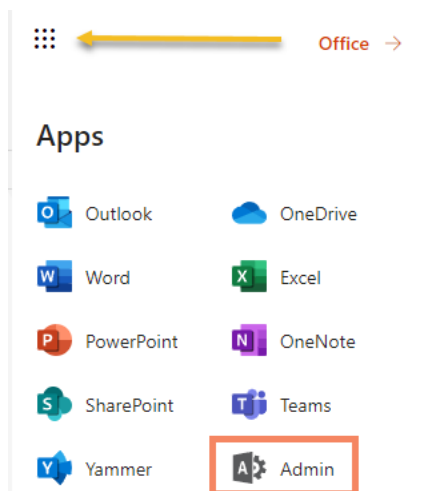 Office →
Apps
Outlook OneDrive
Word Excel
PowerPoint OneNote
SharePoint Teams
Yammer Admin